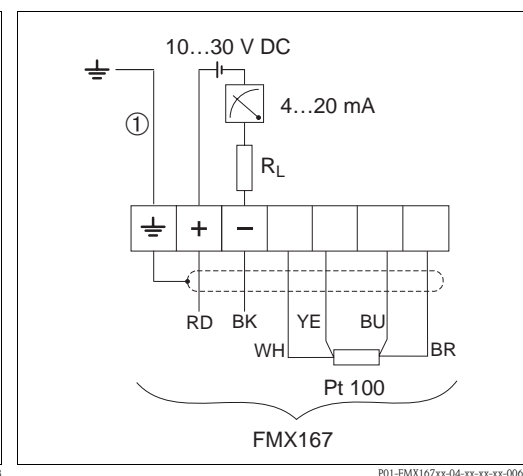 10…30 V DC
4…20 mA
①
R_L
+
−
RD BK YE BU
WH BR
Pt 100
FMX167
P01-FMX167xx-04-xx-xx-xx-006